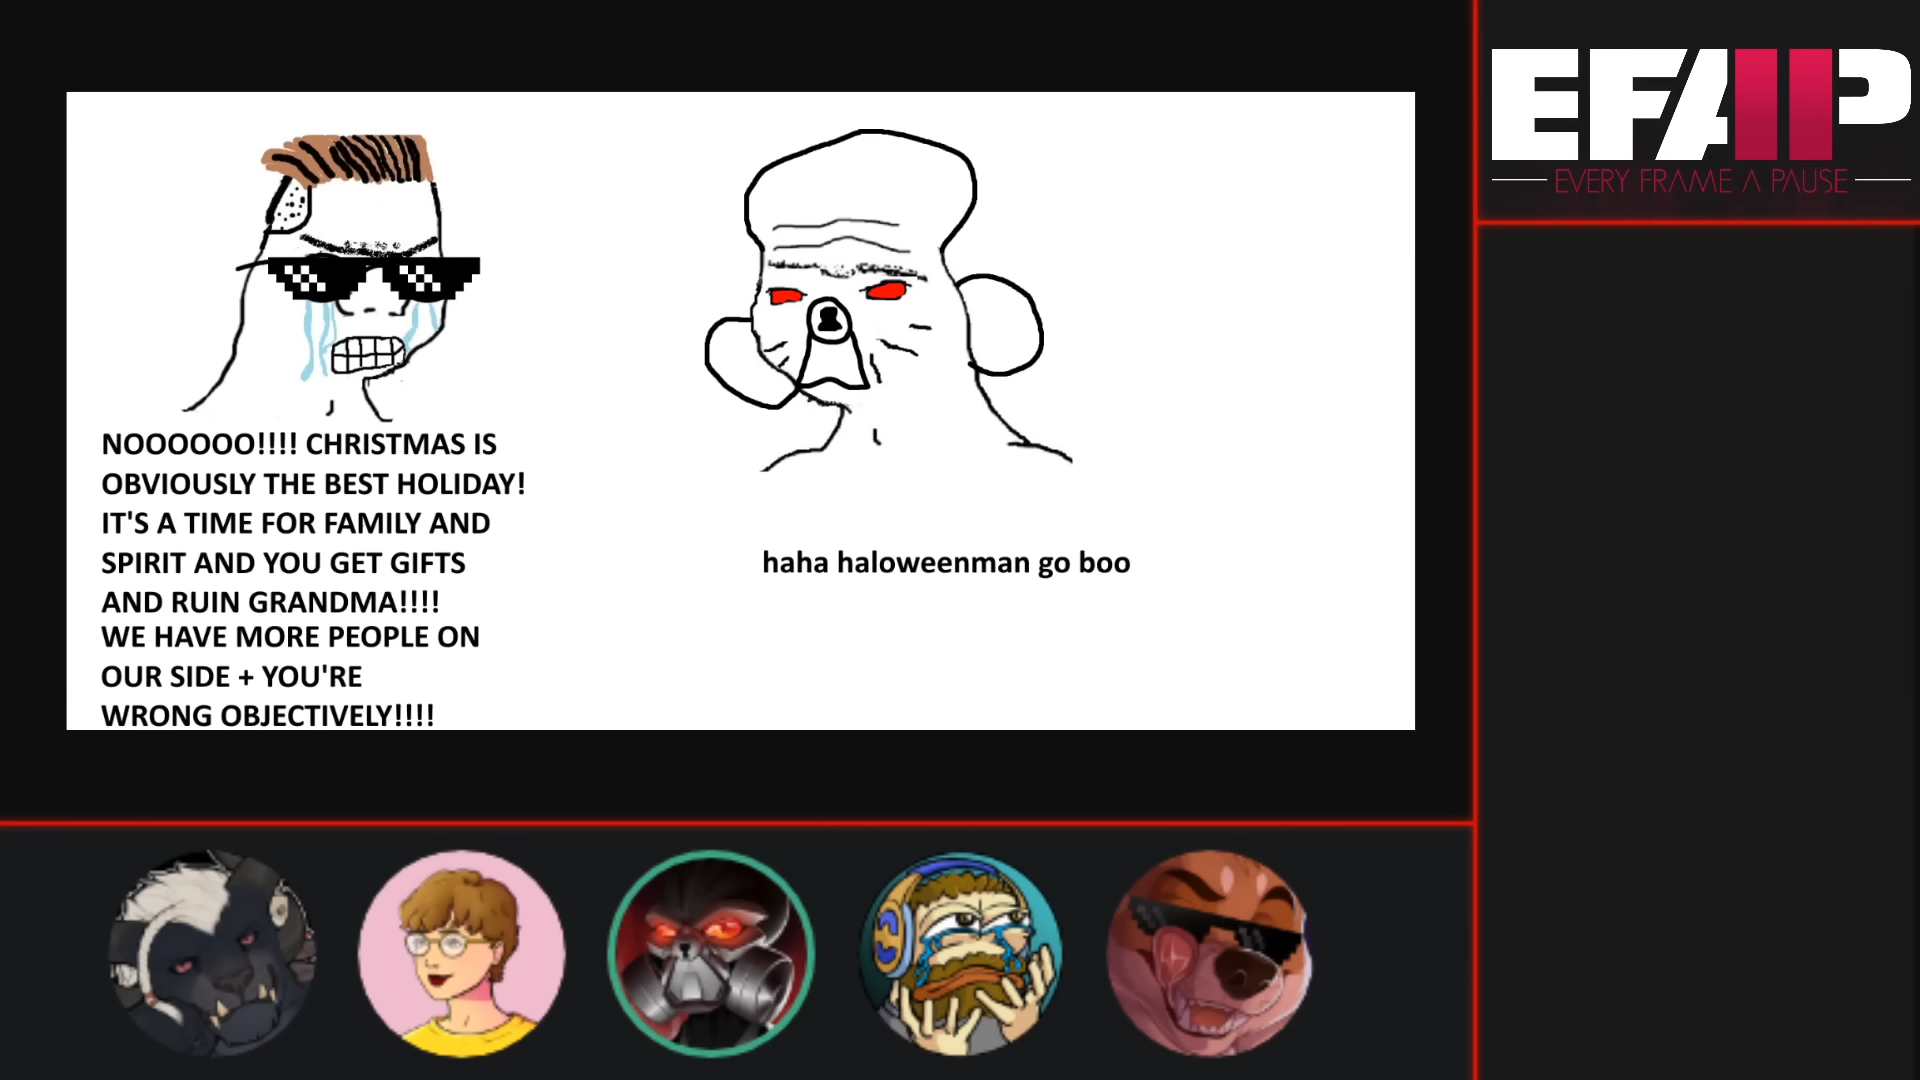 NOOOOOO!!!! CHRISTMAS IS
OBVIOUSLY THE BEST HOLIDAY!
IT'S A TIME FOR FAMILY AND
SPIRIT AND YOU GET GIFTS
AND RUIN GRANDMA!!!!
WE HAVE MORE PEOPLE ON
OUR SIDE + YOU'RE
WRONG OBJECTIVELY!!!!
haha haloweenman go boo
EFAP
EVERY FRAME A PAUSE